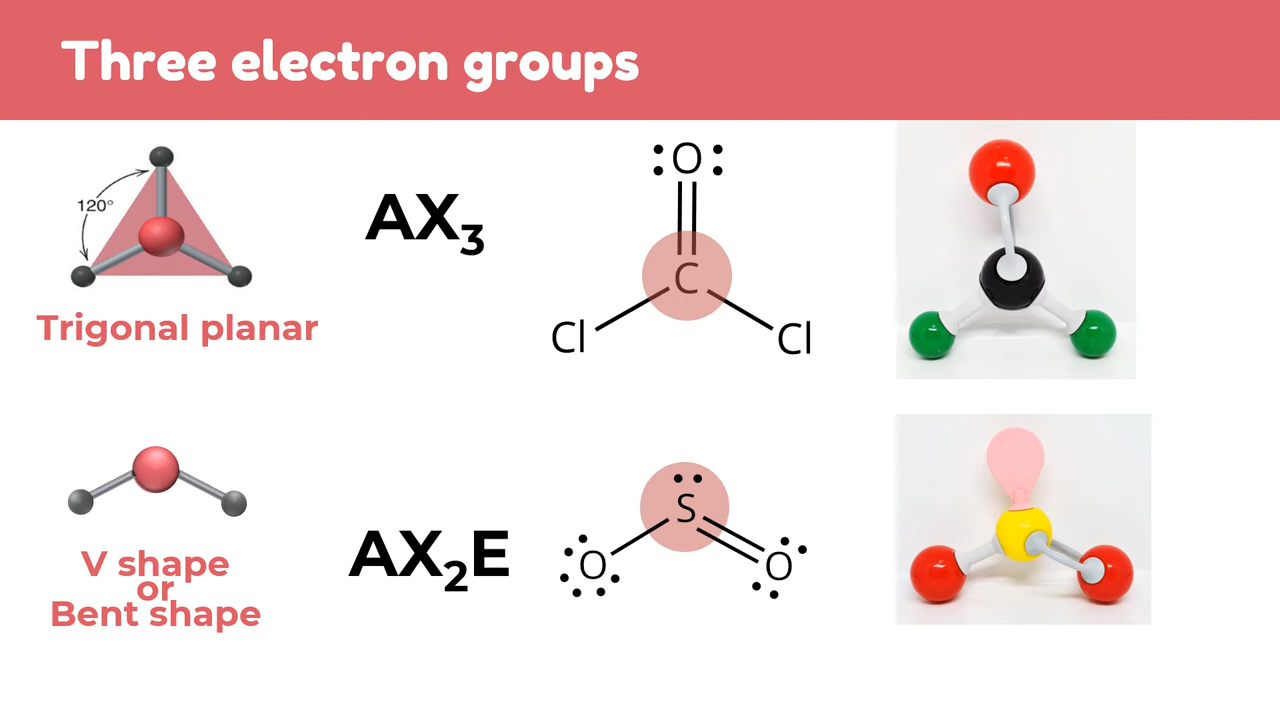 Three electron groups
120°
AX₃
Trigonal planar
:O:
C
Cl
Cl
V shape
or
Bent shape
AX₂E
S
O
O